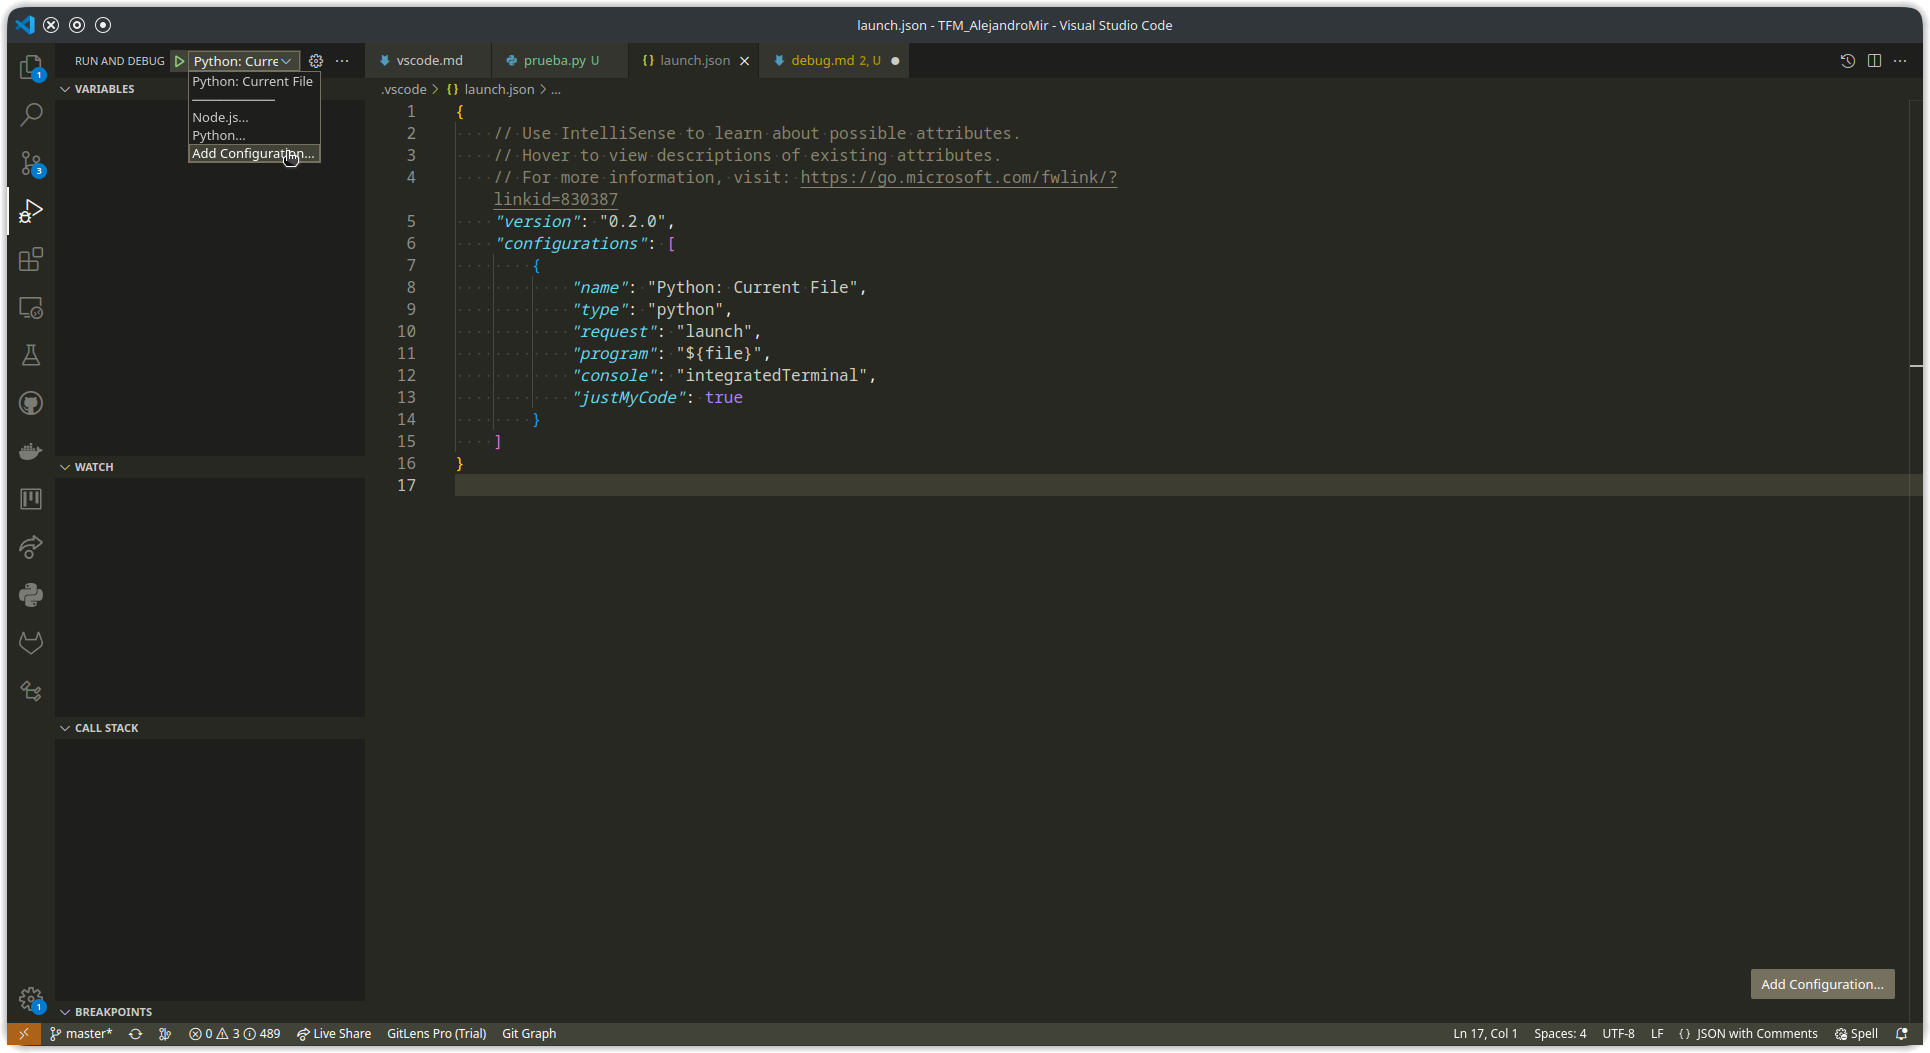 launch.json - TFM_AlejandroMir - Visual Studio Code
RUN AND DEBUG
Python: Curre
vscode.md
prueba.py U
launch.json
debug.md 2, U
Python: Current File
Node.js...
Python...
Add Configuration...
VARIABLES
.vscode > {} launch.json > ...
1 {
2 // Use IntelliSense to learn about possible attributes.
3 // Hover to view descriptions of existing attributes.
4 // For more information, visit: https://go.microsoft.com/fwlink/?
linkid=830387
5 "version": "0.2.0",
6 "configurations": [
7 {
8 "name": "Python: Current File",
9 "type": "python",
10 "request": "launch",
11 "program": "${file}",
12 "console": "integratedTerminal",
13 "justMyCode": true
14 }
15 ]
16 }
17
1
3
WATCH
CALL STACK
1
BREAKPOINTS
Add Configuration...
master*
0 3 489
Live Share
GitLens Pro (Trial)
Git Graph
Ln 17, Col 1
Spaces: 4
UTF-8
LF
{} JSON with Comments
Spell